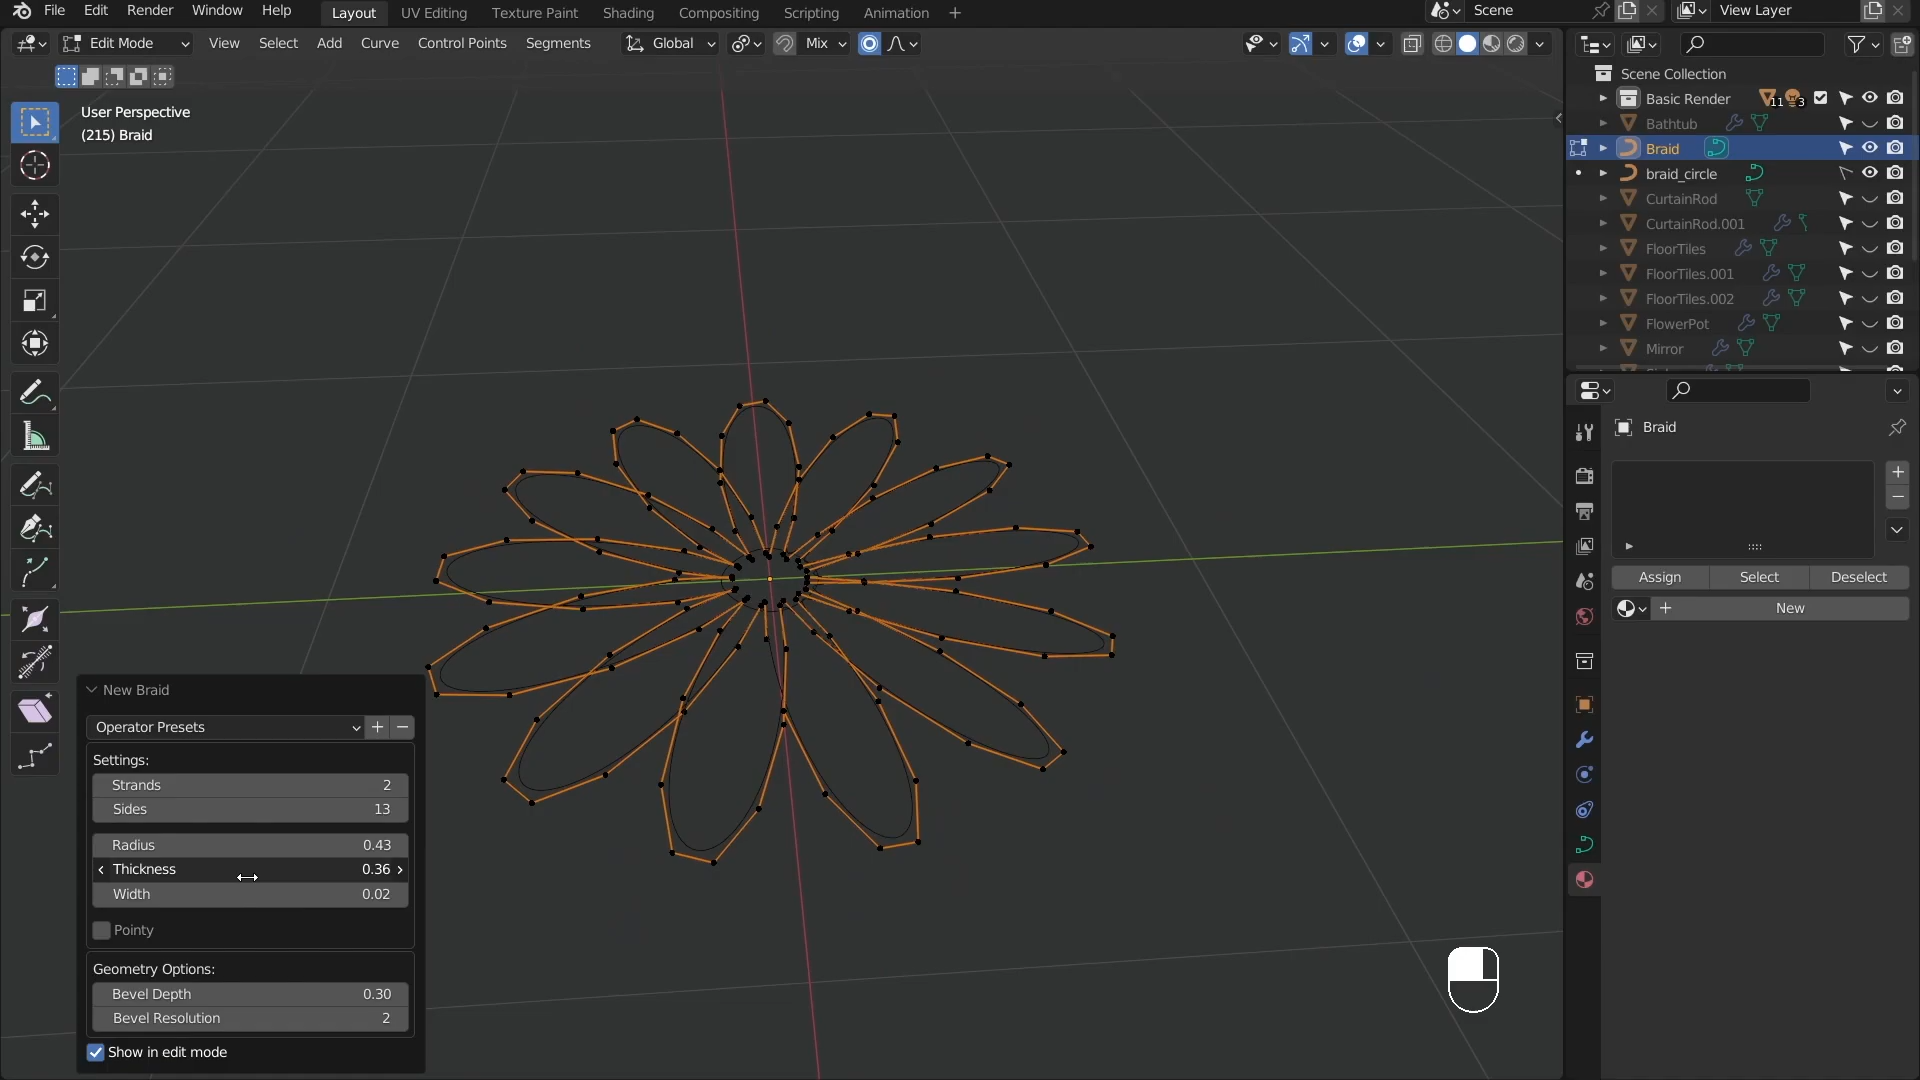 File Edit Render Window Help Layout UV Editing Texture Paint Shading Compositing Scripting Animation + Scene View Layer
Edit Mode View Select Add Curve Control Points Segments Global Mix
User Perspective
(215) Braid
Scene Collection
Basic Render 11 3
Bathtub
Braid
braid_circle
CurtainRod
CurtainRod.001
FloorTiles
FloorTiles.001
FloorTiles.002
FlowerPot
Mirror
Braid
Assign Select Deselect
+ New
New Braid
Operator Presets + −
Settings:
Strands 2
Sides 13
Radius 0.43
Thickness 0.36
Width 0.02
Pointy
Geometry Options:
Bevel Depth 0.30
Bevel Resolution 2
Show in edit mode